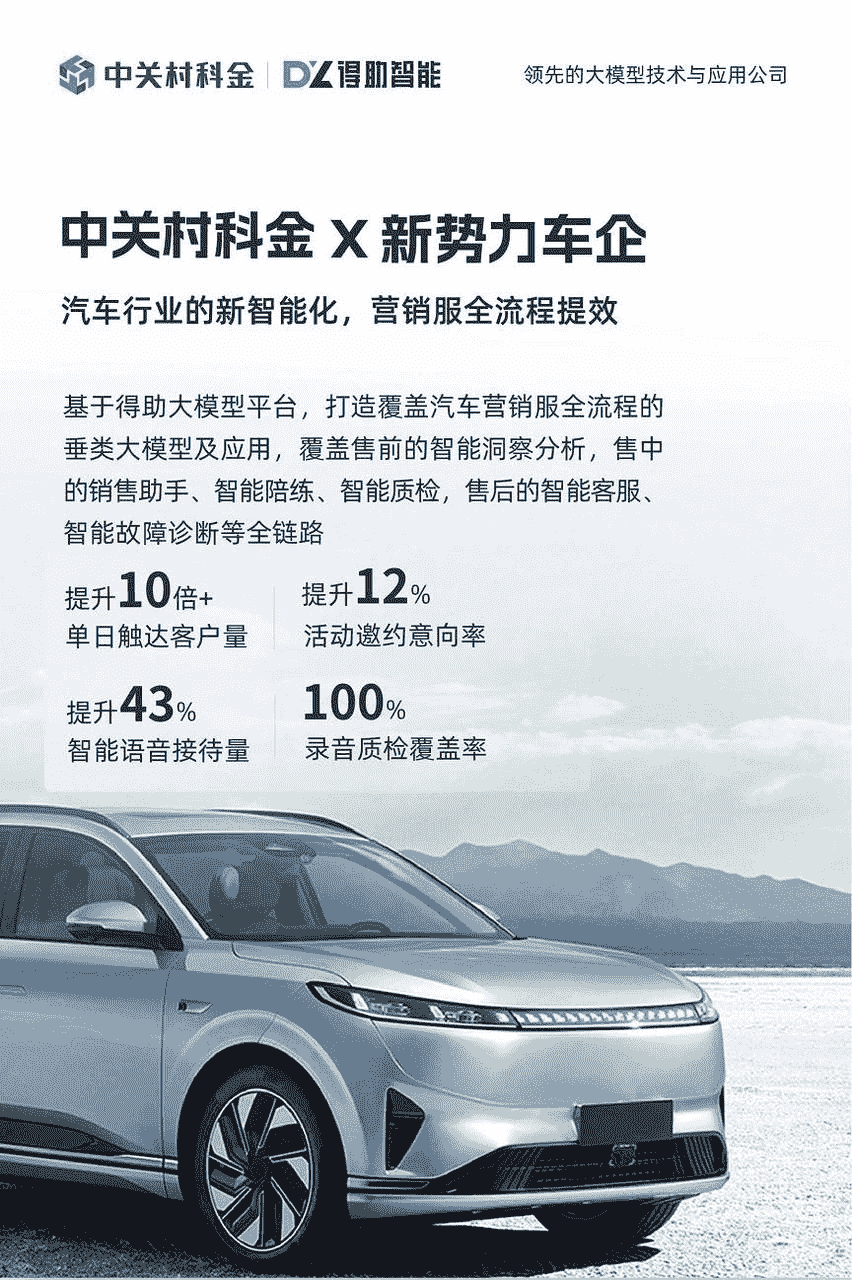 中关村科金 DZ 得助智能
领先的大模型技术与应用公司
中关村科金 X 新势力车企
汽车行业的新智能化，营销服全流程提效
基于得助大模型平台，打造覆盖汽车营销服全流程的
垂类大模型及应用，覆盖售前的智能洞察分析，售中
的销售助手、智能陪练、智能质检，售后的智能客服、
智能故障诊断等全链路
提升10倍+
单日触达客户量
提升12%
活动邀约意向率
提升43%
智能语音接待量
100%
录音质检覆盖率